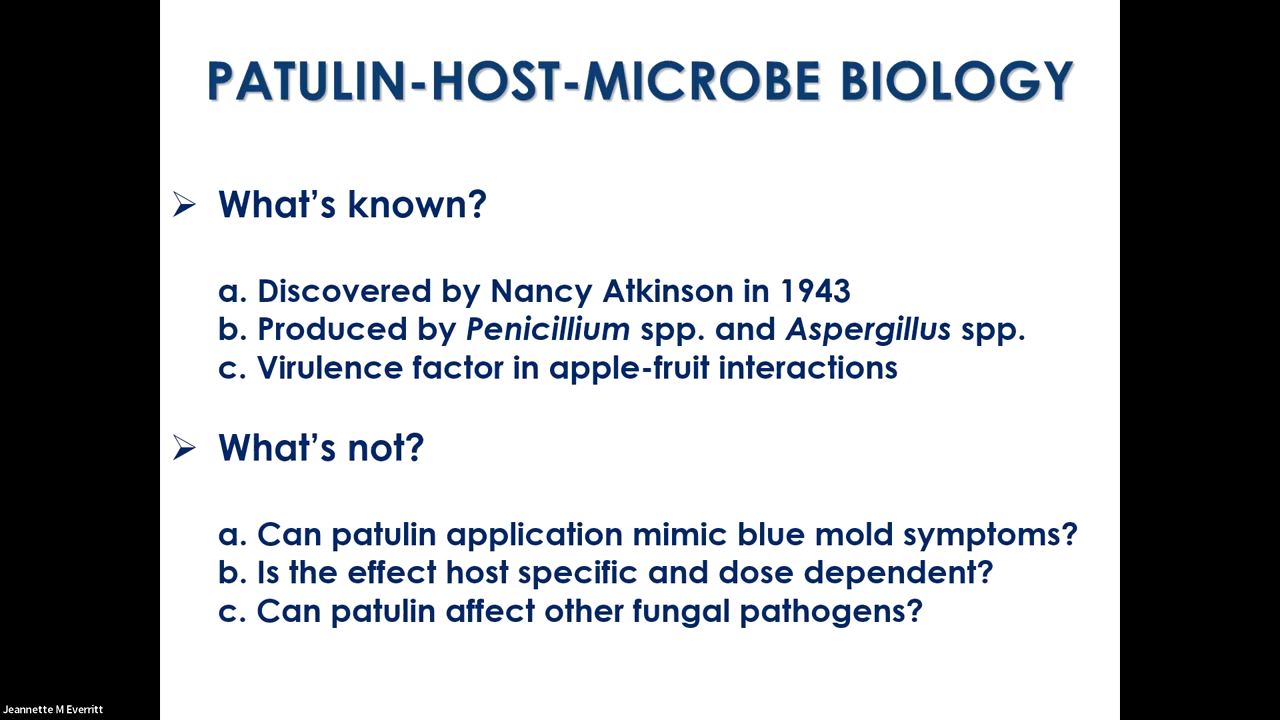 PATULIN-HOST-MICROBE BIOLOGY
What’s known?
a. Discovered by Nancy Atkinson in 1943
b. Produced by Penicillium spp. and Aspergillus spp.
c. Virulence factor in apple-fruit interactions
What’s not?
a. Can patulin application mimic blue mold symptoms?
b. Is the effect host specific and dose dependent?
c. Can patulin affect other fungal pathogens?
Jeannette M Everritt